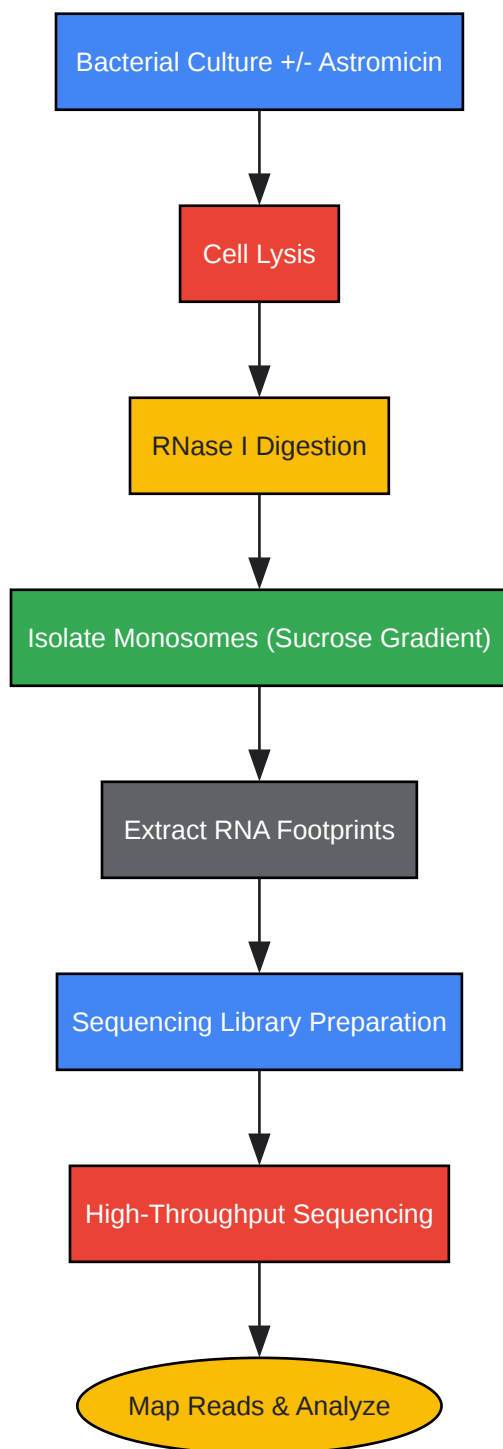 Bacterial Culture +/- Astromicin
Cell Lysis
RNase I Digestion
Isolate Monosomes (Sucrose Gradient)
Extract RNA Footprints
Sequencing Library Preparation
High-Throughput Sequencing
Map Reads & Analyze